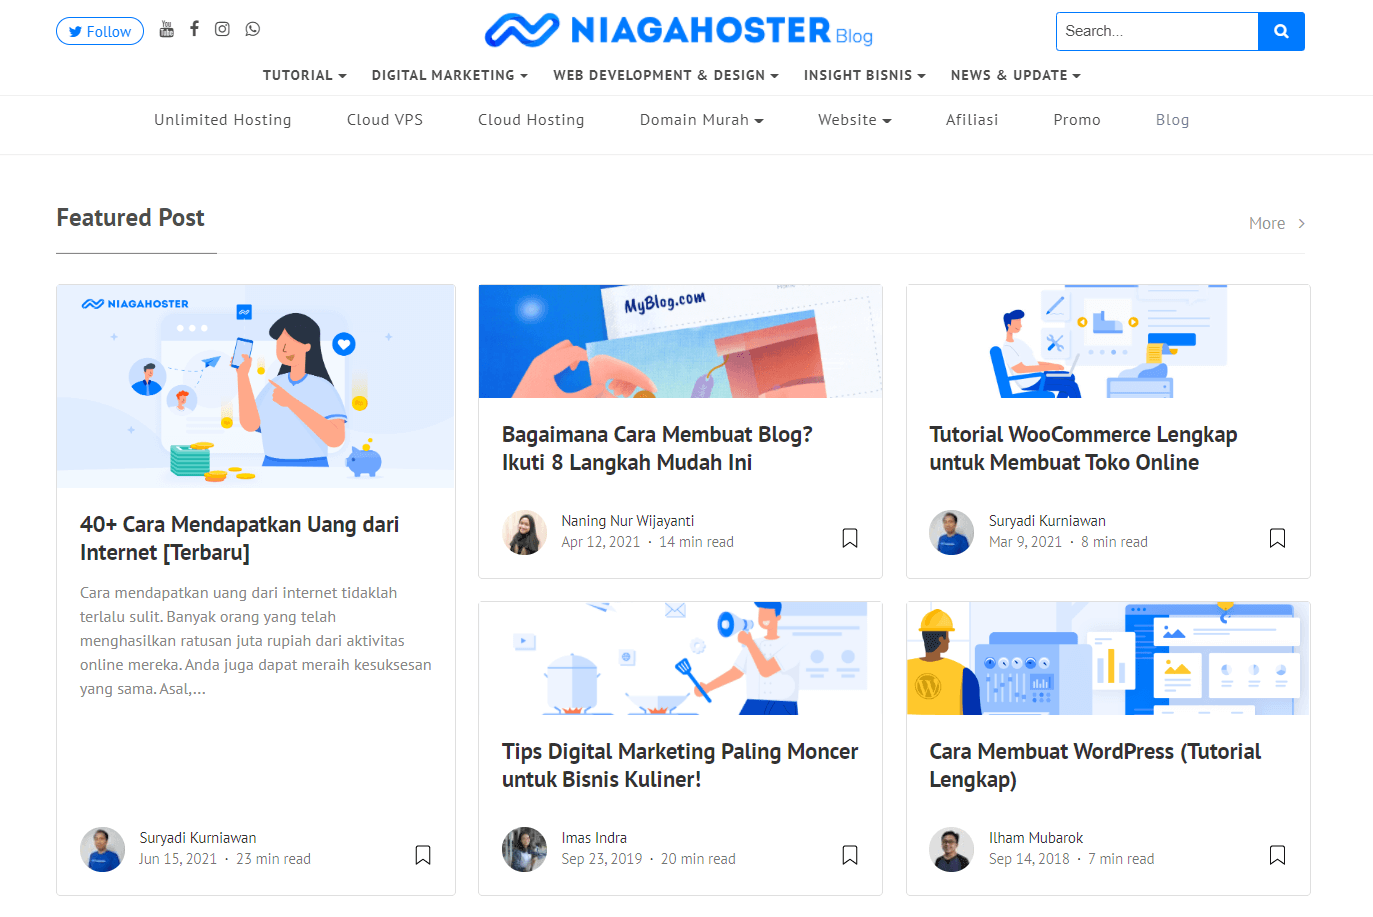 Follow
NIAGAHOSTER Blog
Search...
TUTORIAL
DIGITAL MARKETING
WEB DEVELOPMENT & DESIGN
INSIGHT BISNIS
NEWS & UPDATE
Unlimited Hosting
Cloud VPS
Cloud Hosting
Domain Murah
Website
Afiliasi
Promo
Blog
Featured Post
More
NIAGAHOSTER
40+ Cara Mendapatkan Uang dari
Internet [Terbaru]
Cara mendapatkan uang dari internet tidaklah
terlalu sulit. Banyak orang yang telah
menghasilkan ratusan juta rupiah dari aktivitas
online mereka. Anda juga dapat meraih kesuksesan
yang sama. Asal,...
Suryadi Kurniawan
Jun 15, 2021 · 23 min read
MyBlog.com
Bagaimana Cara Membuat Blog?
Ikuti 8 Langkah Mudah Ini
Naning Nur Wijayanti
Apr 12, 2021 · 14 min read
Tutorial WooCommerce Lengkap
untuk Membuat Toko Online
Suryadi Kurniawan
Mar 9, 2021 · 8 min read
Tips Digital Marketing Paling Moncer
untuk Bisnis Kuliner!
Imas Indra
Sep 23, 2019 · 20 min read
Cara Membuat WordPress (Tutorial
Lengkap)
Ilham Mubarok
Sep 14, 2018 · 7 min read